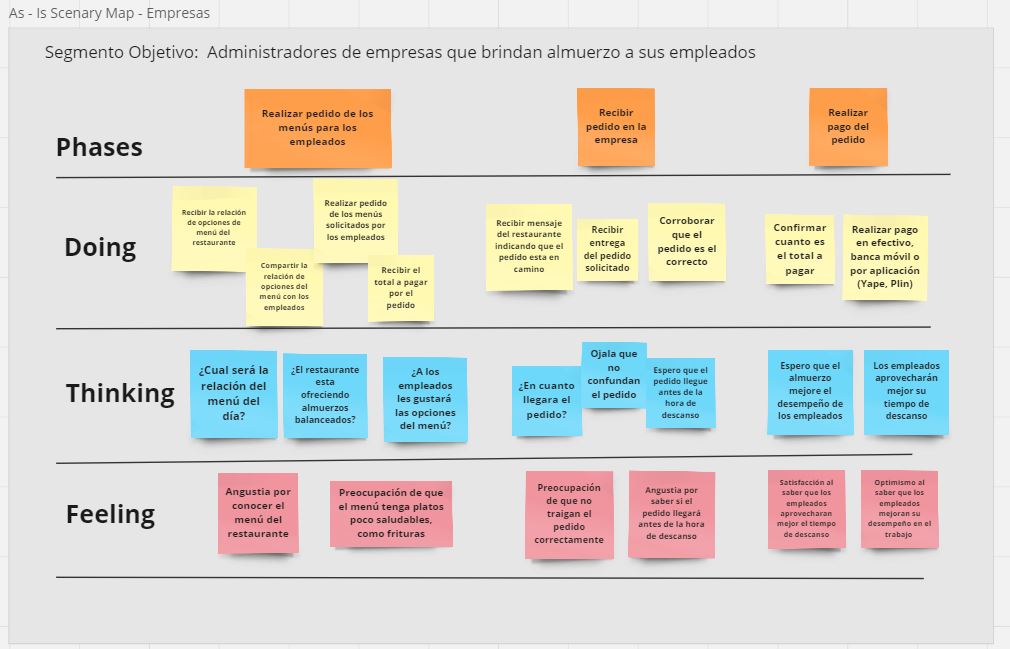 As - Is Scenary Map - Empresas
Segmento Objetivo: Administradores de empresas que brindan almuerzo a sus empleados
Phases
Realizar pedido de los
menús para los
empleados
Recibir
pedido en la
empresa
Realizar
pago del
pedido
Doing
Recibir la relación
de opciones de
menú del
restaurante
Compartir la
relación de
opciones del
menú con los
empleados
Realizar pedido
de los menús
solicitados por
los empleados
Recibir el
total a pagar
por el
pedido
Recibir mensaje
del restaurante
indicando que el
pedido esta en
camino
Recibir
entrega
del pedido
solicitado
Corroborar
que el
pedido es el
correcto
Confirmar
cuanto es
el total a
pagar
Realizar pago
en efectivo,
banca móvil o
por aplicación
(Yape, Plin)
Thinking
¿Cual será la
relación del
menú del
día?
¿El restaurante
esta
ofreciendo
almuerzos
balanceados?
¿A los
empleados
les gustará
las opciones
del menú?
¿En cuanto
llegara el
pedido?
Ojala que
no
confundan
el pedido
Espero que el
pedido llegue
antes de la
hora de
descanso
Espero que el
almuerzo
mejore el
desempeño de
los empleados
Los empleados
aprovecharán
mejor su
tiempo de
descanso
Feeling
Angustia por
conocer el
menú del
restaurante
Preocupación de que
el menú tenga platos
poco saludables,
como frituras
Preocupación
de que no
traigan el
pedido
correctamente
Angustia por
saber si el
pedido llegará
antes de la hora
de descanso
Satisfacción al
saber que los
empleados
aprovecharan
mejor el tiempo
de descanso
Optimismo al
saber que los
empleados
mejoran su
desempeño en el
trabajo